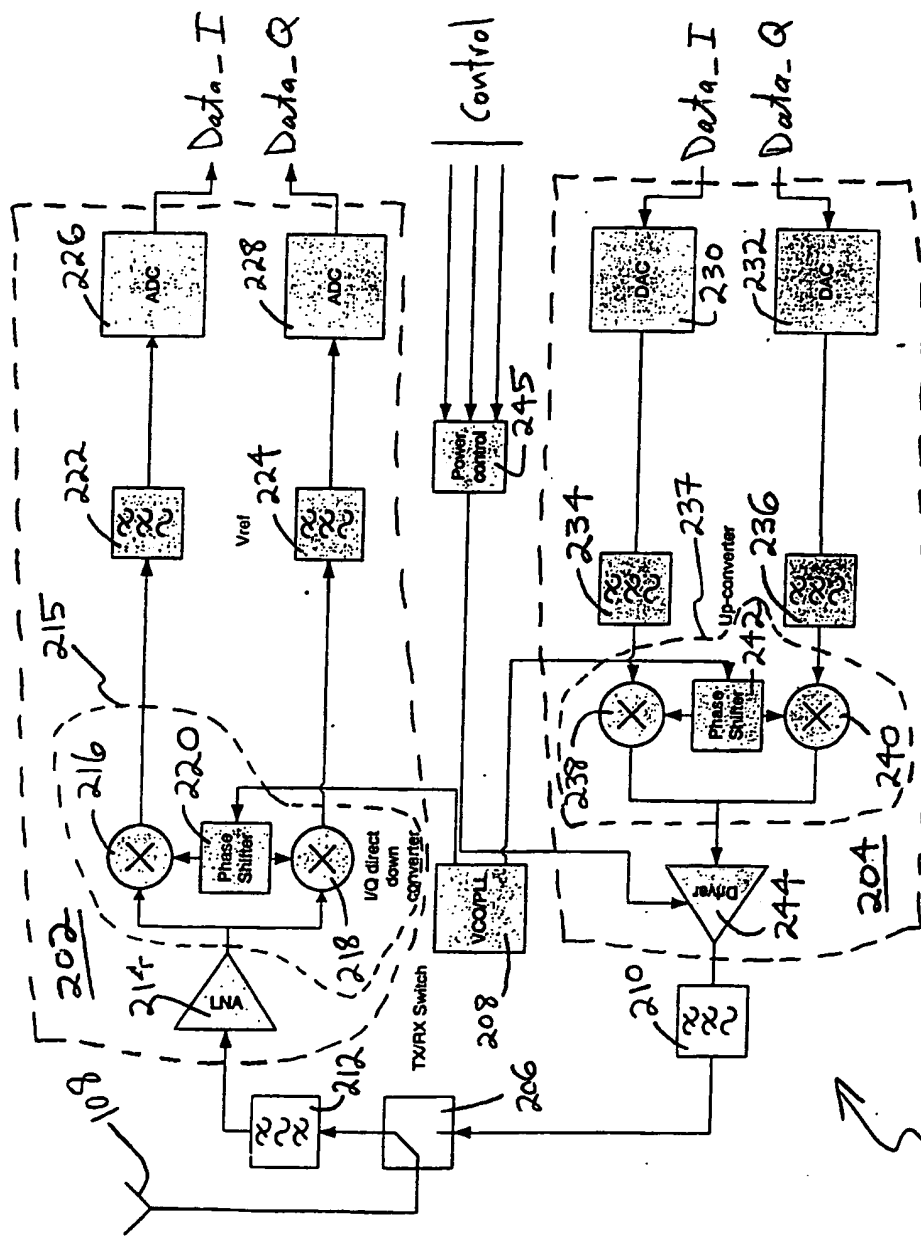 108
202
212
214
LNA
215
216
Phase
Shifter
220
218
I/Q direct
down
converter
222
Vref
224
226
ADC
228
ADC
Data_I
Data_Q
TX/RX Switch
206
208
VCO/PLL
Power
control
245
Control
210
204
Driver
244
238
Phase
Shifter
242
240
Up-converter
237
234
236
DAC
230
232
DAC
Data_I
Data_Q